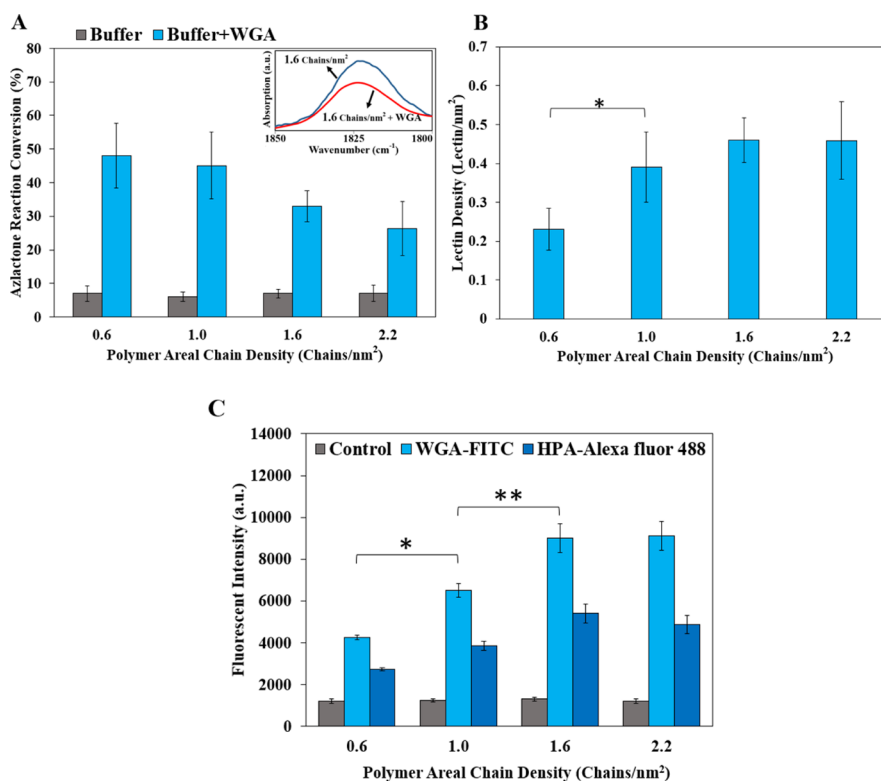 A
Buffer Buffer+WGA
Azlactone Reaction Conversion (%)
80
70
60
50
40
30
20
10
0
0.6 1.0 1.6 2.2
Polymer Areal Chain Density (Chains/nm²)
Absorption (a.u.)
1.6 Chains/nm²
1.6 Chains/nm² + WGA
1850 1825 1800
Wavenumber (cm⁻¹)
B
Lectin Density (Lectin/nm²)
0.7
0.6
0.5
0.4
0.3
0.2
0.1
0
*
0.6 1.0 1.6 2.2
Polymer Areal Chain Density (Chains/nm²)
C
Control WGA-FITC HPA-Alexa fluor 488
Fluorescent Intensity (a.u.)
14000
12000
10000
8000
6000
4000
2000
0
*
**
0.6 1.0 1.6 2.2
Polymer Areal Chain Density (Chains/nm²)